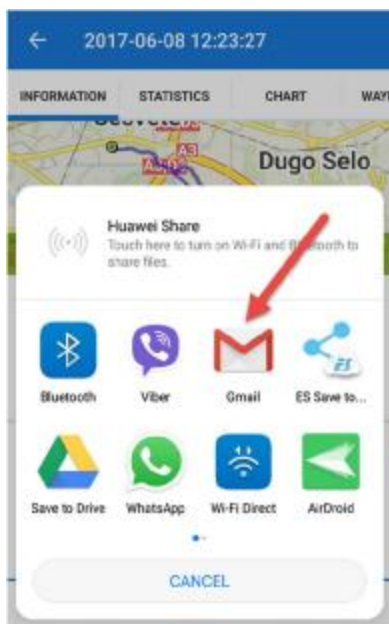 2017-06-08 12:23:27
INFORMATION STATISTICS CHART
A3
Dugo Selo
Huawei Share
Touch here to turn on Wi-Fi and Bluetooth to
share files.
Bluetooth Viber Gmail ES Save to...
Save to Drive WhatsApp Wi-Fi Direct AirDroid
CANCEL